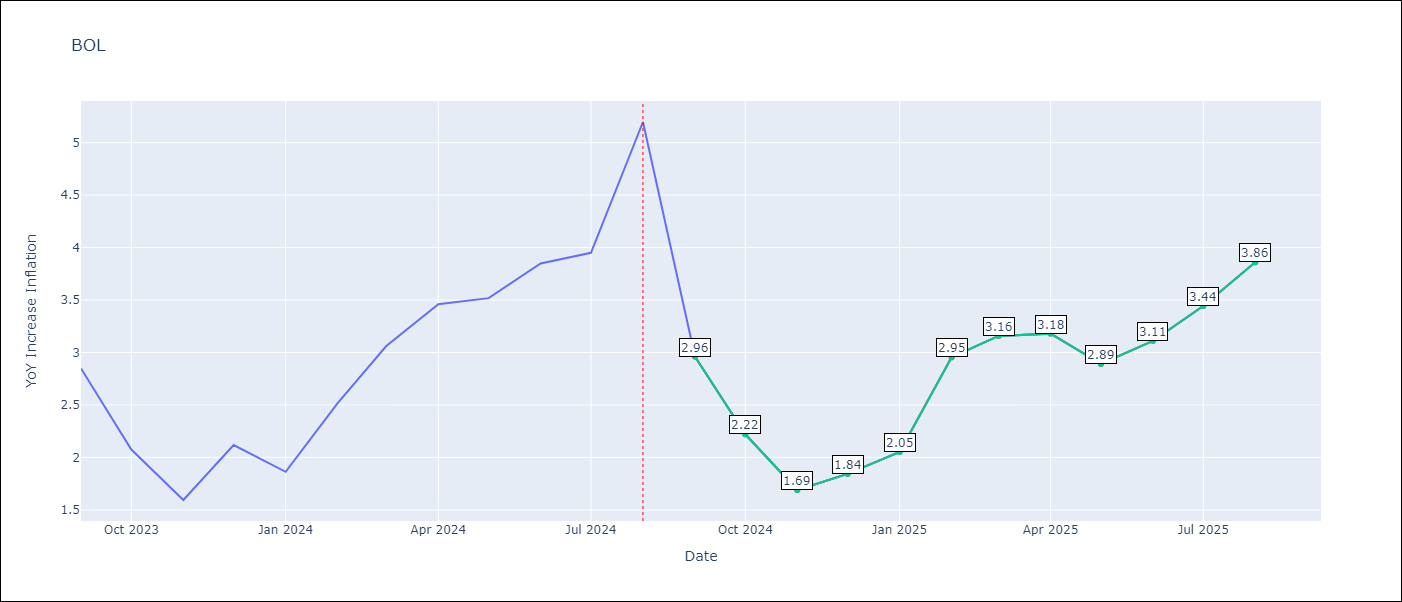 BOL
YoY Increase Inflation
5
4.5
4
3.5
3
2.5
2
1.5
2.96
2.22
1.69
1.84
2.05
2.95
3.16
3.18
2.89
3.11
3.44
3.86
Oct 2023
Jan 2024
Apr 2024
Jul 2024
Oct 2024
Jan 2025
Apr 2025
Jul 2025
Date